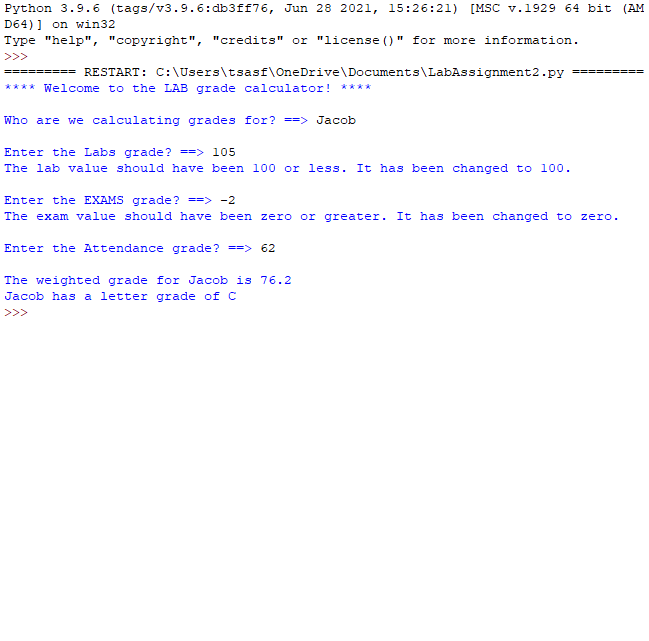 Python 3.9.6 (tags/v3.9.6:db3ff76, Jun 28 2021, 15:26:21) [MSC v.1929 64 bit (AM
D64)] on win32
Type "help", "copyright", "credits" or "license()" for more information.
>>>
========= RESTART: C:\Users\tsasf\OneDrive\Documents\LabAssignment2.py =========
**** Welcome to the LAB grade calculator! ****
Who are we calculating grades for? ==> Jacob
Enter the Labs grade? ==> 105
The lab value should have been 100 or less. It has been changed to 100.
Enter the EXAMS grade? ==> -2
The exam value should have been zero or greater. It has been changed to zero.
Enter the Attendance grade? ==> 62
The weighted grade for Jacob is 76.2
Jacob has a letter grade of C
>>>